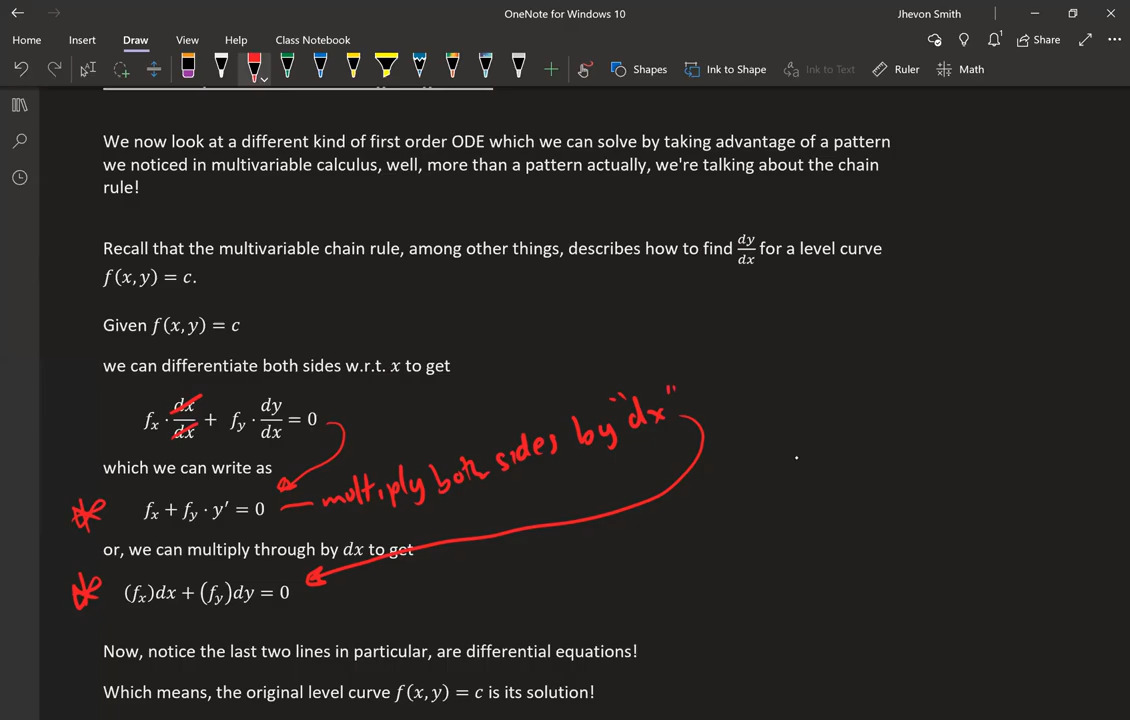 OneNote for Windows 10
Jhevon Smith
Home Insert Draw View Help Class Notebook
Share
Shapes Ink to Shape Ink to Text Ruler Math
We now look at a different kind of first order ODE which we can solve by taking advantage of a pattern
we noticed in multivariable calculus, well, more than a pattern actually, we're talking about the chain
rule!
Recall that the multivariable chain rule, among other things, describes how to find dy/dx for a level curve
f(x, y) = c.
Given f(x, y) = c
we can differentiate both sides w.r.t. x to get
f_x · dx/dx + f_y · dy/dx = 0
which we can write as
f_x + f_y · y′ = 0
multiply both sides by "dx"
or, we can multiply through by dx to get
(f_x)dx + (f_y)dy = 0
Now, notice the last two lines in particular, are differential equations!
Which means, the original level curve f(x, y) = c is its solution!